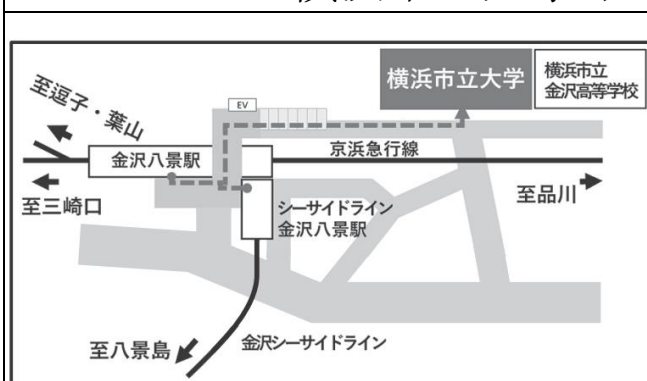 横浜市立大学
横浜市立
金沢高等学校
至逗子・葉山
EV
金沢八景駅
京浜急行線
至三崎口
シーサイドライン
金沢八景駅
至品川
至八景島
金沢シーサイドライン